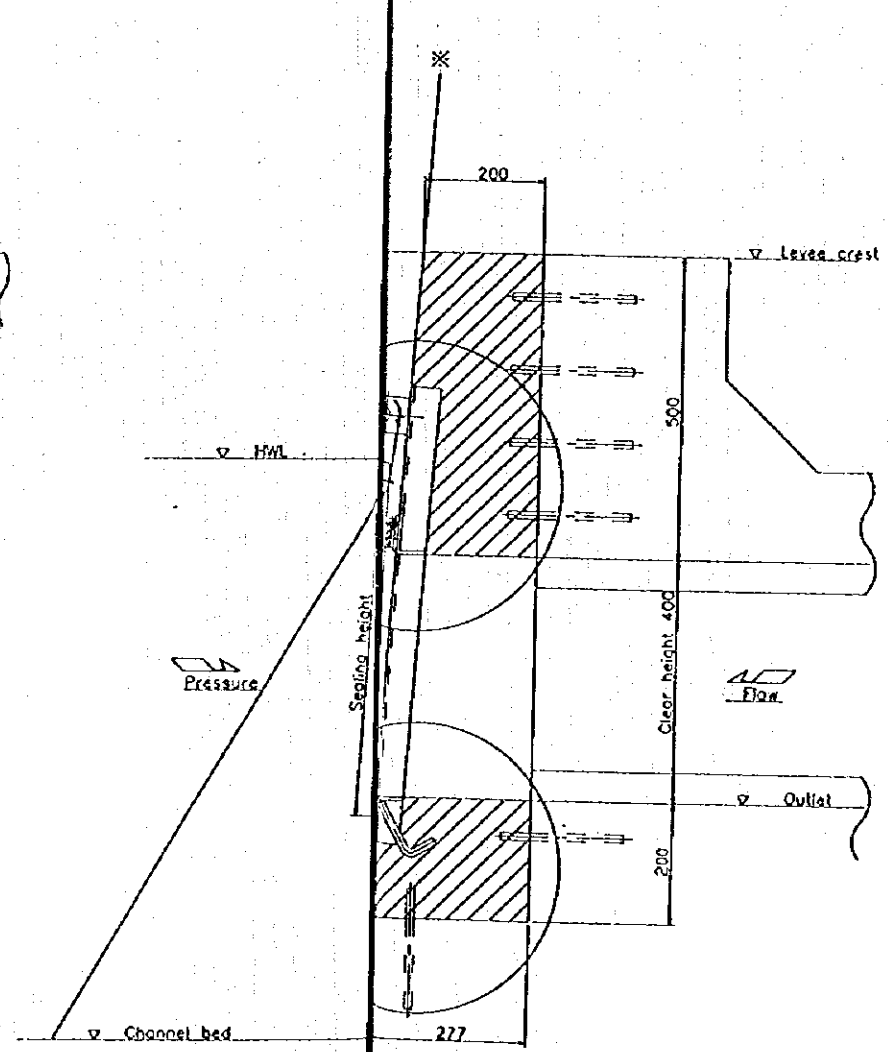 ※
200
▽ Levee crest
500
▽ HWL
Sealing height
Clear height 400
Pressure
Flow
▽ Outlet
200
▽ Channel bed
277